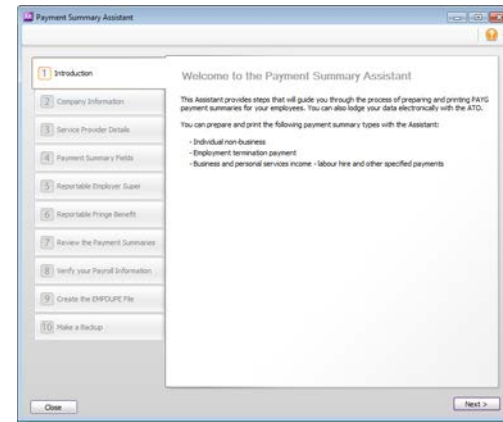 Payment Summary Assistant
1 Introduction
2 Company Information
3 Service Provider Details
4 Payment Summary Fields
5 Reportable Employer Super
6 Reportable Fringe Benefit
7 Review the Payment Summaries
8 Verify your Payroll Information
9 Create the EMPDUPE File
10 Make a Backup
Welcome to the Payment Summary Assistant
This Assistant provides steps that will guide you through the process of preparing and printing PAYG
payment summaries for your employees. You can also lodge your data electronically with the ATO.
You can prepare and print the following payment summary types with the Assistant:
- Individual non-business
- Employment termination payment
- Business and personal services income - labour hire and other specified payments
Close
Next >